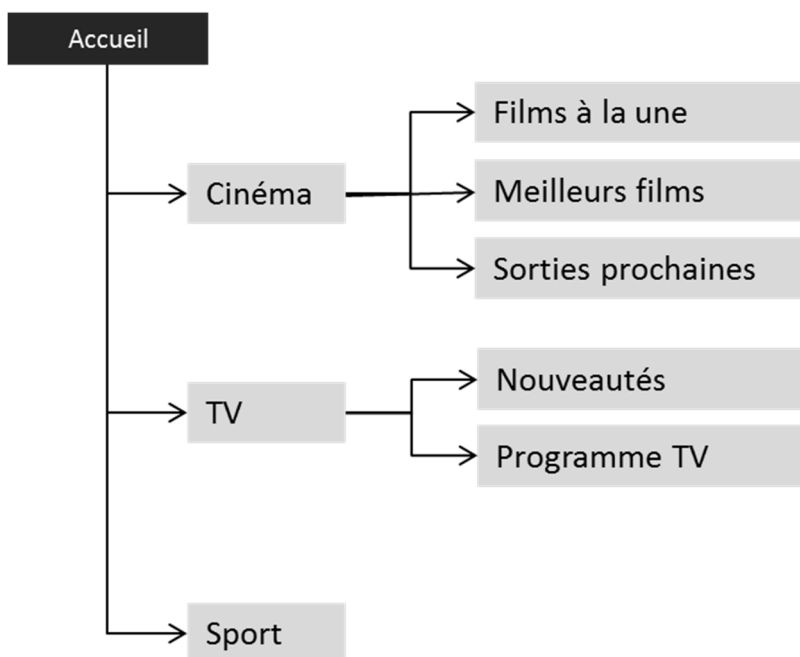 Accueil
Films à la une
Cinéma
Meilleurs films
Sorties prochaines
Nouveautés
TV
Programme TV
Sport